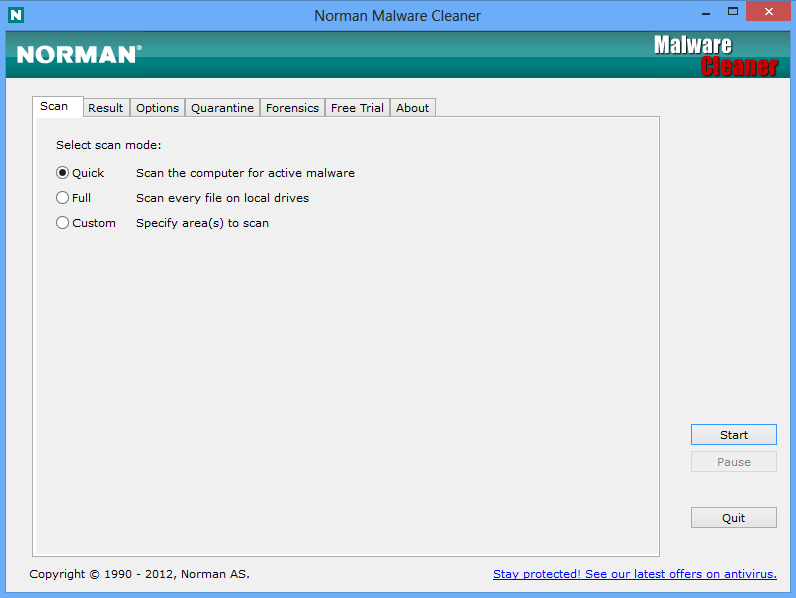 N Norman Malware Cleaner
NORMAN®
Malware
Cleaner
Scan Result Options Quarantine Forensics Free Trial About
Select scan mode:
Quick Scan the computer for active malware
Full Scan every file on local drives
Custom Specify area(s) to scan
Start
Pause
Quit
Copyright © 1990 - 2012, Norman AS. Stay protected! See our latest offers on antivirus.